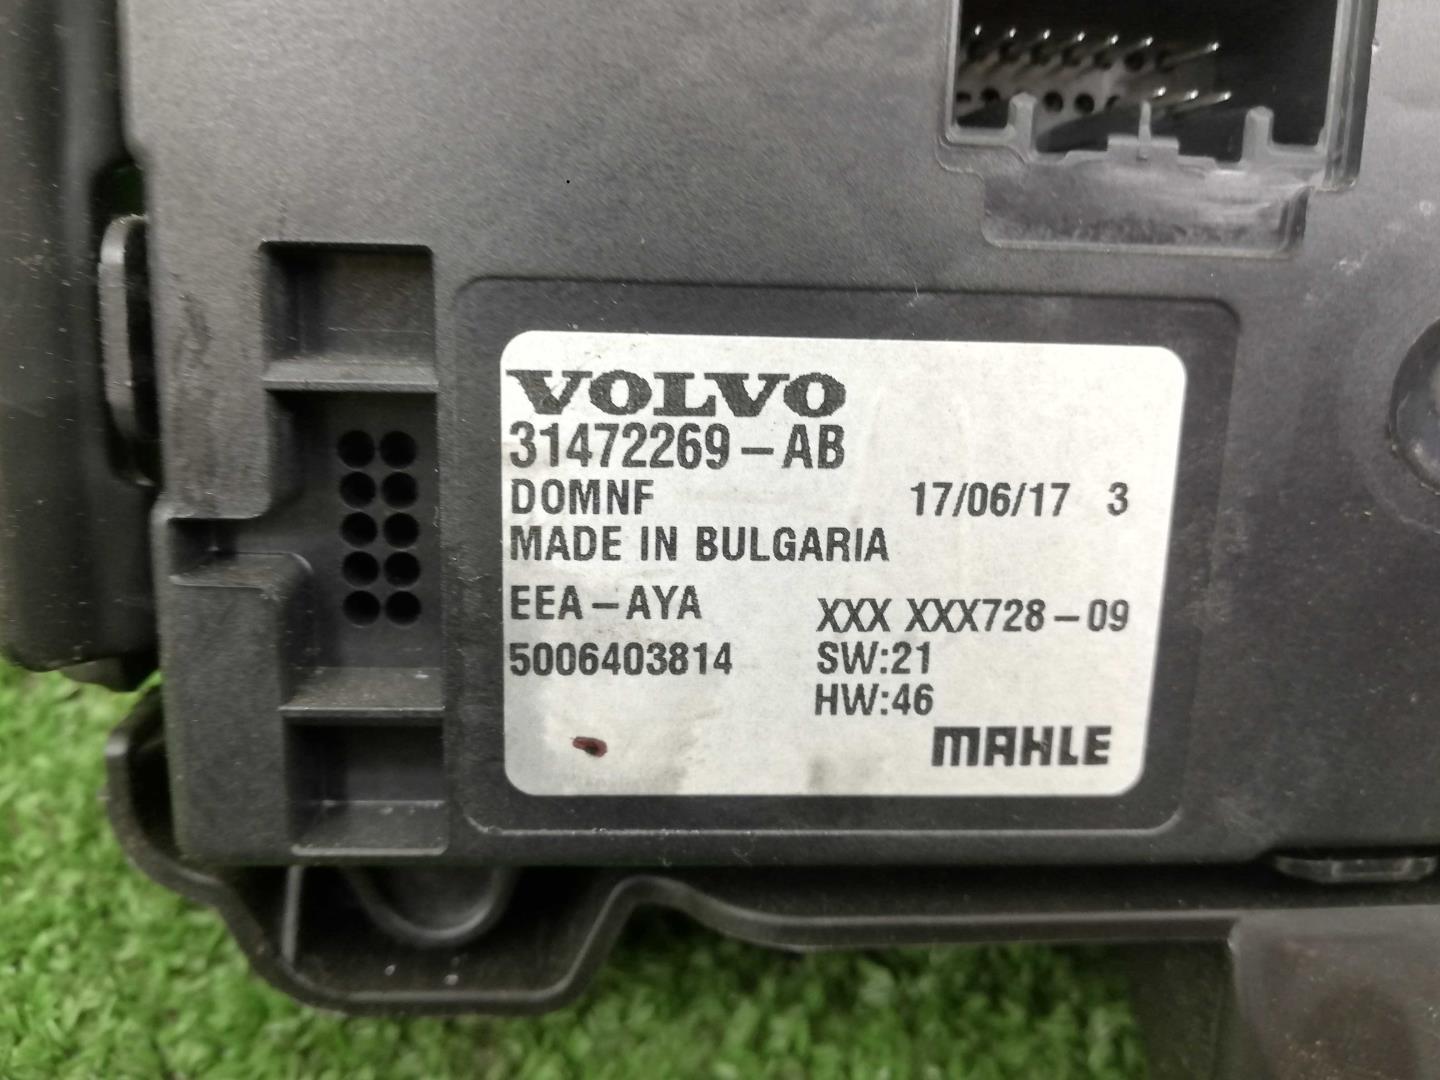 VOLVO
31472269-AB
DOMNF 17/06/17 3
MADE IN BULGARIA
EEA-AYA XXX XXX728-09
5006403814 SW:21
HW:46
MAHLE